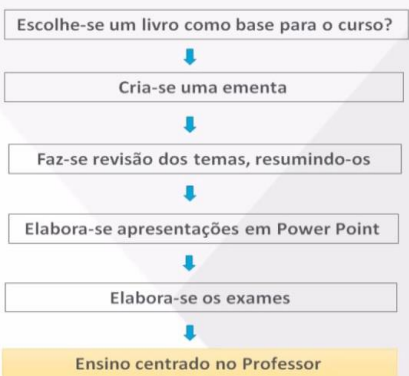 Escolhe-se um livro como base para o curso?
Cria-se uma ementa
Faz-se revisão dos temas, resumindo-os
Elabora-se apresentações em Power Point
Elabora-se os exames
Ensino centrado no Professor